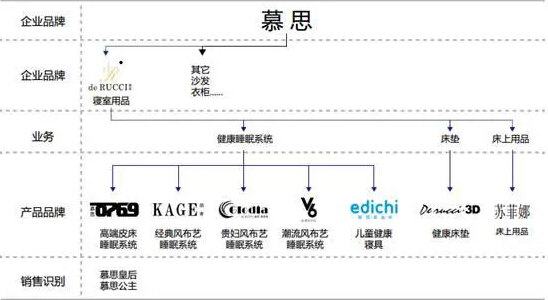 企业品牌
慕思
企业品牌
de RUCCI
寝室用品
其它
沙发
衣柜......
业务
健康睡眠系统
床垫
床上用品
产品品牌
慕思 0769
高端皮床
睡眠系统
KAGE
经典风布艺
睡眠系统
Glodia
贵妇风布艺
睡眠系统
V6
潮流风布艺
睡眠系统
edichi
儿童健康
寝具
De rucci:3D
健康床垫
苏菲娜
床上用品
销售识别
慕思皇后
慕思公主